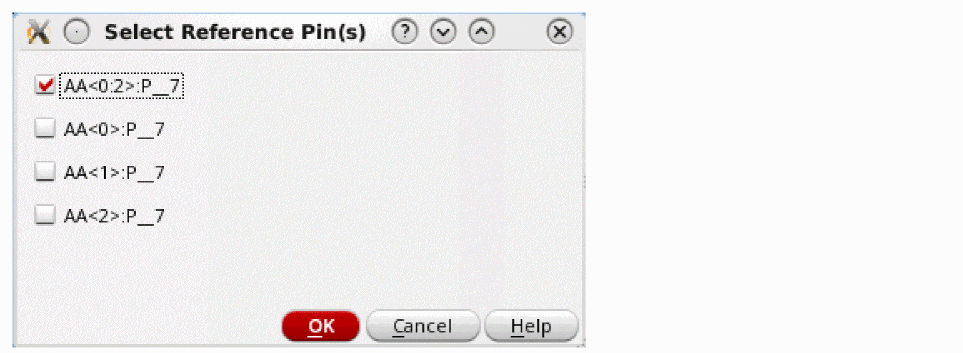 Select Reference Pin(s)
AA<0:2>:P__7
AA<0>:P__7
AA<1>:P__7
AA<2>:P__7
OK Cancel Help